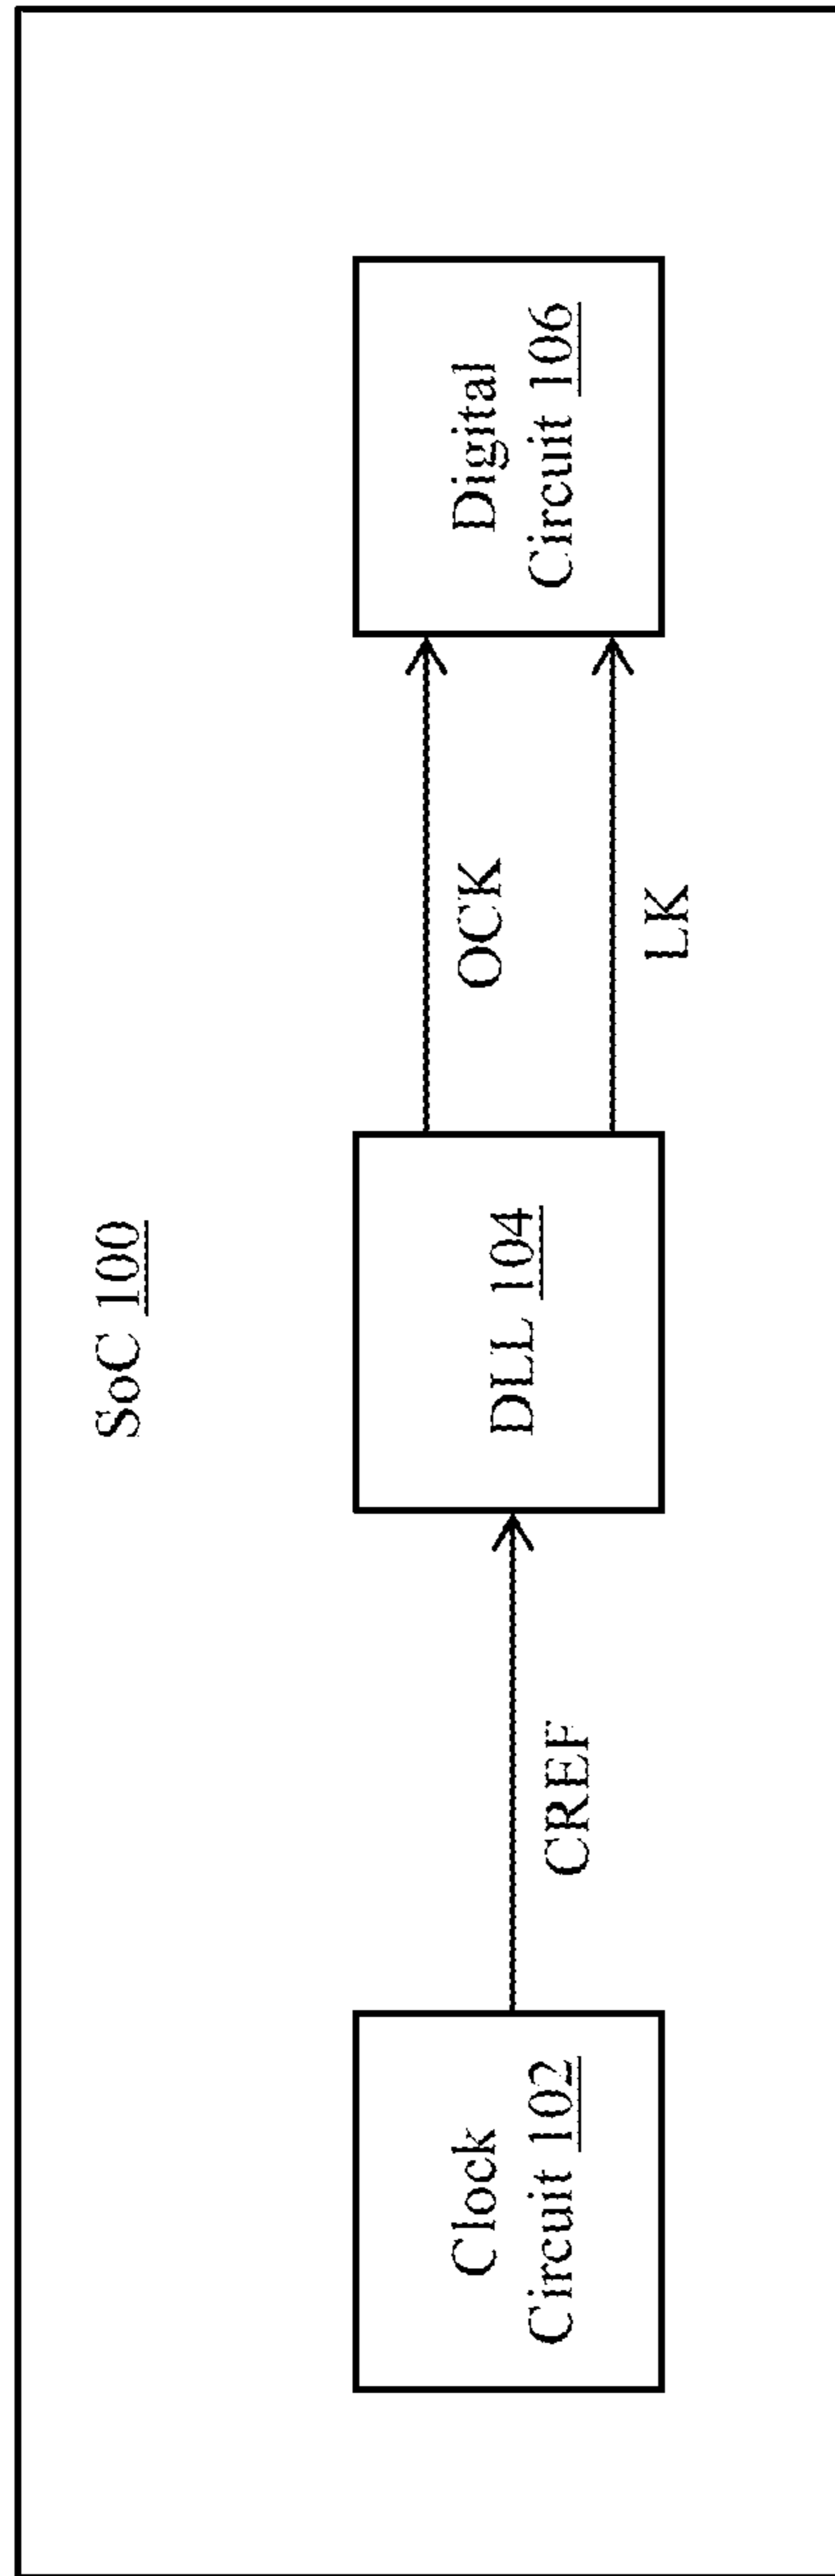 SoC 100
Clock
Circuit 102
CREF
DLL 104
OCK
LK
Digital
Circuit 106